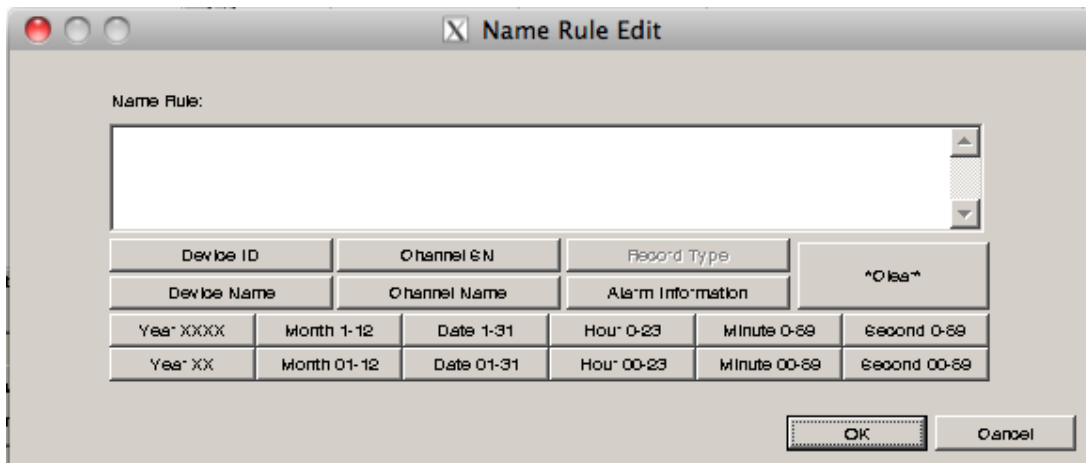 X Name Rule Edit
Name Rule:
Device ID Channel SN Record Type
*Clear*
Device Name Channel Name Alarm Information
Year XXXX Month 1-12 Date 1-31 Hour 0-23 Minute 0-59 Second 0-59
Year XX Month 01-12 Date 01-31 Hour 00-23 Minute 00-59 Second 00-59
OK Cancel